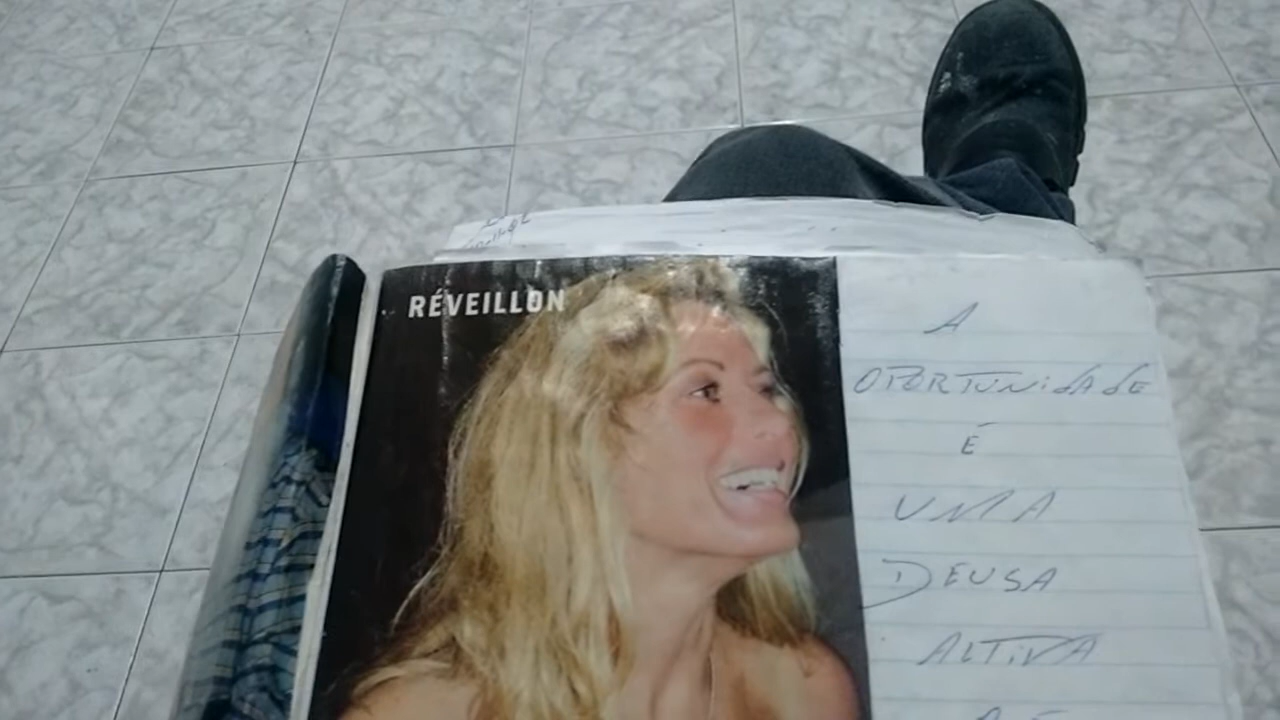 RÉVEILLON
A
OPORTUNidAdE
É
UMA
DEUSA
ALTIVA